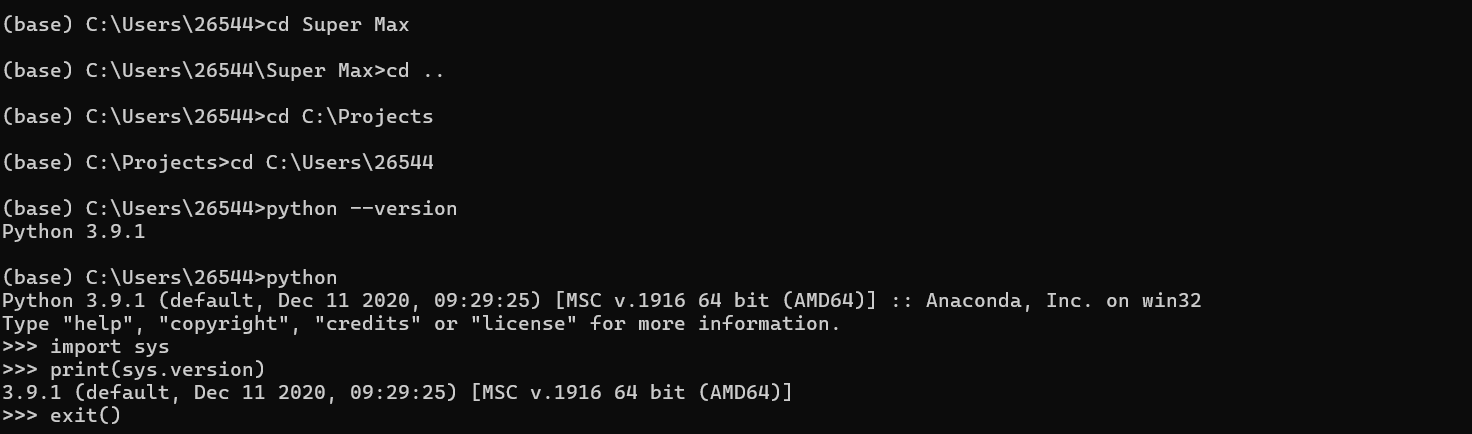 (base) C:\Users\26544>cd Super Max
(base) C:\Users\26544\Super Max>cd ..
(base) C:\Users\26544>cd C:\Projects
(base) C:\Projects>cd C:\Users\26544
(base) C:\Users\26544>python --version
Python 3.9.1
(base) C:\Users\26544>python
Python 3.9.1 (default, Dec 11 2020, 09:29:25) [MSC v.1916 64 bit (AMD64)] :: Anaconda, Inc. on win32
Type "help", "copyright", "credits" or "license" for more information.
>>> import sys
>>> print(sys.version)
3.9.1 (default, Dec 11 2020, 09:29:25) [MSC v.1916 64 bit (AMD64)]
>>> exit()